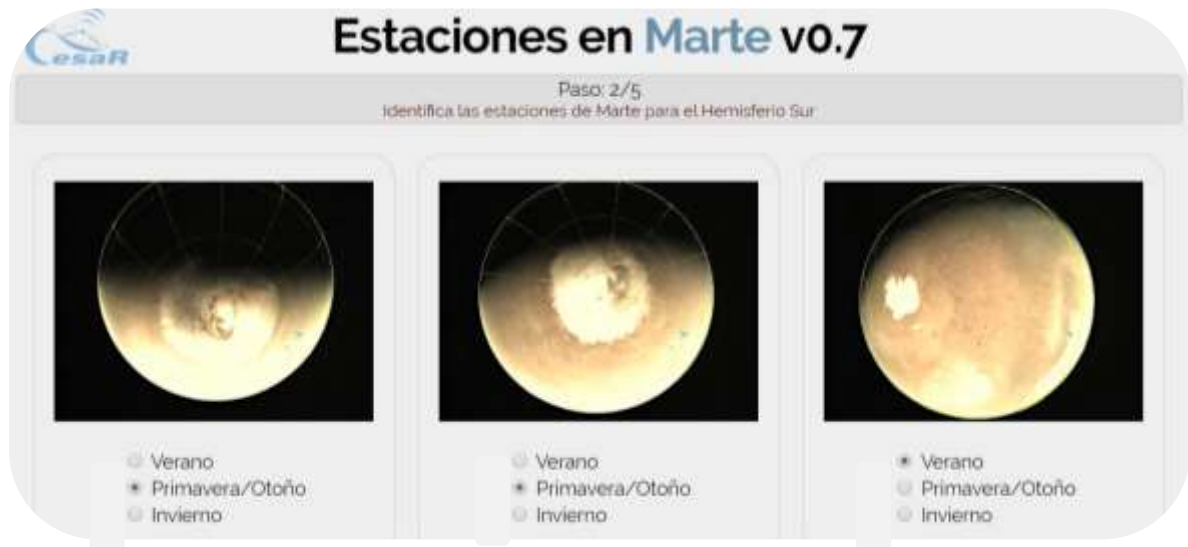 cesaR
Estaciones en Marte v0.7
Paso: 2/5
Identifica las estaciones de Marte para el Hemisferio Sur
Verano
Primavera/Otoño
Invierno
Verano
Primavera/Otoño
Invierno
Verano
Primavera/Otoño
Invierno